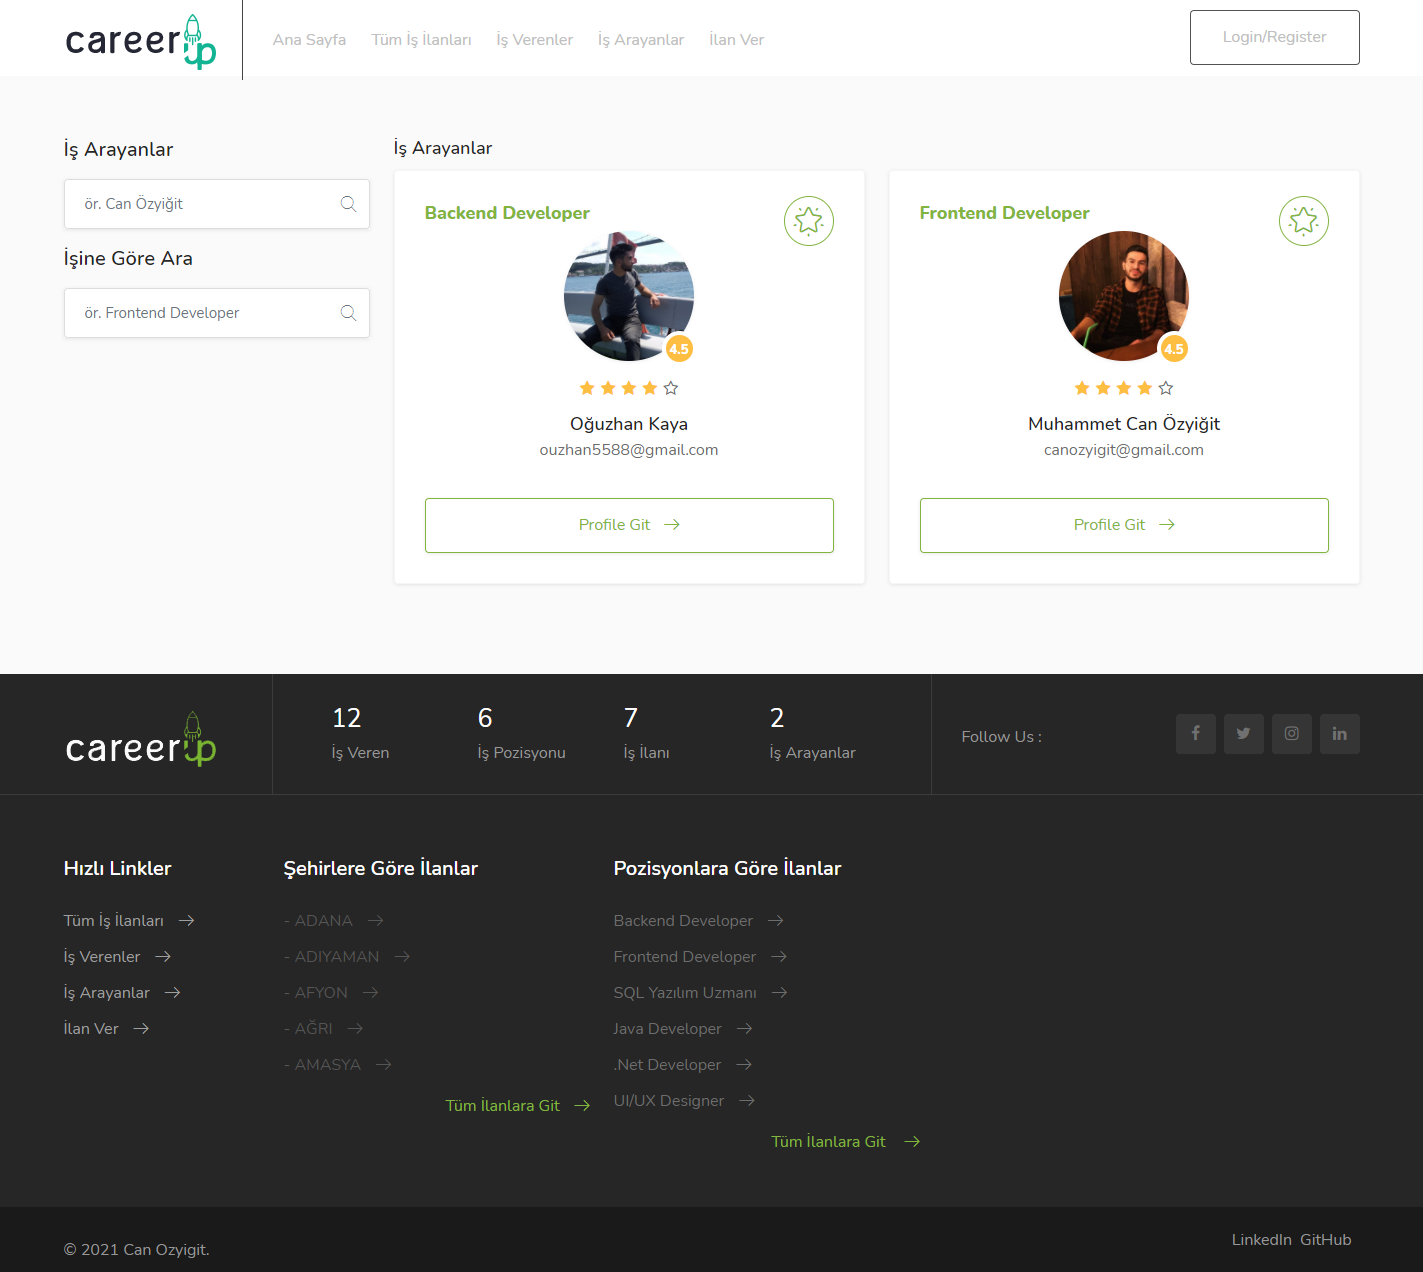 careerup
Ana Sayfa Tüm İş İlanları İş Verenler İş Arayanlar İlan Ver
Login/Register
İş Arayanlar
ör. Can Özyiğit
İşine Göre Ara
ör. Frontend Developer
İş Arayanlar
Backend Developer
4.5
Oğuzhan Kaya
ouzhan5588@gmail.com
Profile Git
Frontend Developer
4.5
Muhammet Can Özyiğit
canozyigit@gmail.com
Profile Git
careerup
12
İş Veren
6
İş Pozisyonu
7
İş İlanı
2
İş Arayanlar
Follow Us :
Hızlı Linkler
Tüm İş İlanları
İş Verenler
İş Arayanlar
İlan Ver
Şehirlere Göre İlanlar
- ADANA
- ADIYAMAN
- AFYON
- AĞRI
- AMASYA
Tüm İlanlara Git
Pozisyonlara Göre İlanlar
Backend Developer
Frontend Developer
SQL Yazılım Uzmanı
Java Developer
.Net Developer
UI/UX Designer
Tüm İlanlara Git
© 2021 Can Ozyigit.
LinkedIn GitHub